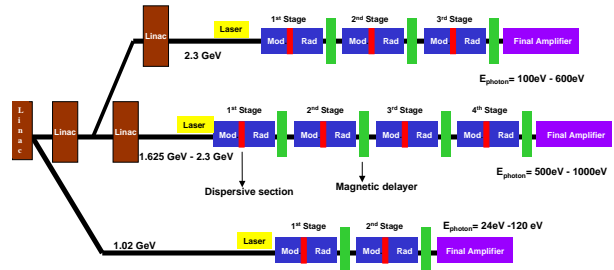 Linac
Laser
1st Stage
2nd Stage
3rd Stage
Mod
Rad
Mod
Rad
Mod
Rad
Final Amplifier
2.3 GeV
E photon= 100eV - 600eV
Linac
Linac
Linac
Laser
1st Stage
2nd Stage
3rd Stage
4th Stage
Mod
Rad
Mod
Rad
Mod
Rad
Mod
Rad
Final Amplifier
1.625 GeV - 2.3 GeV
E photon= 500eV - 1000eV
Dispersive section
Magnetic delayer
1.02 GeV
Laser
1st Stage
2nd Stage
E photon= 24eV -120 eV
Mod
Rad
Mod
Rad
Final Amplifier